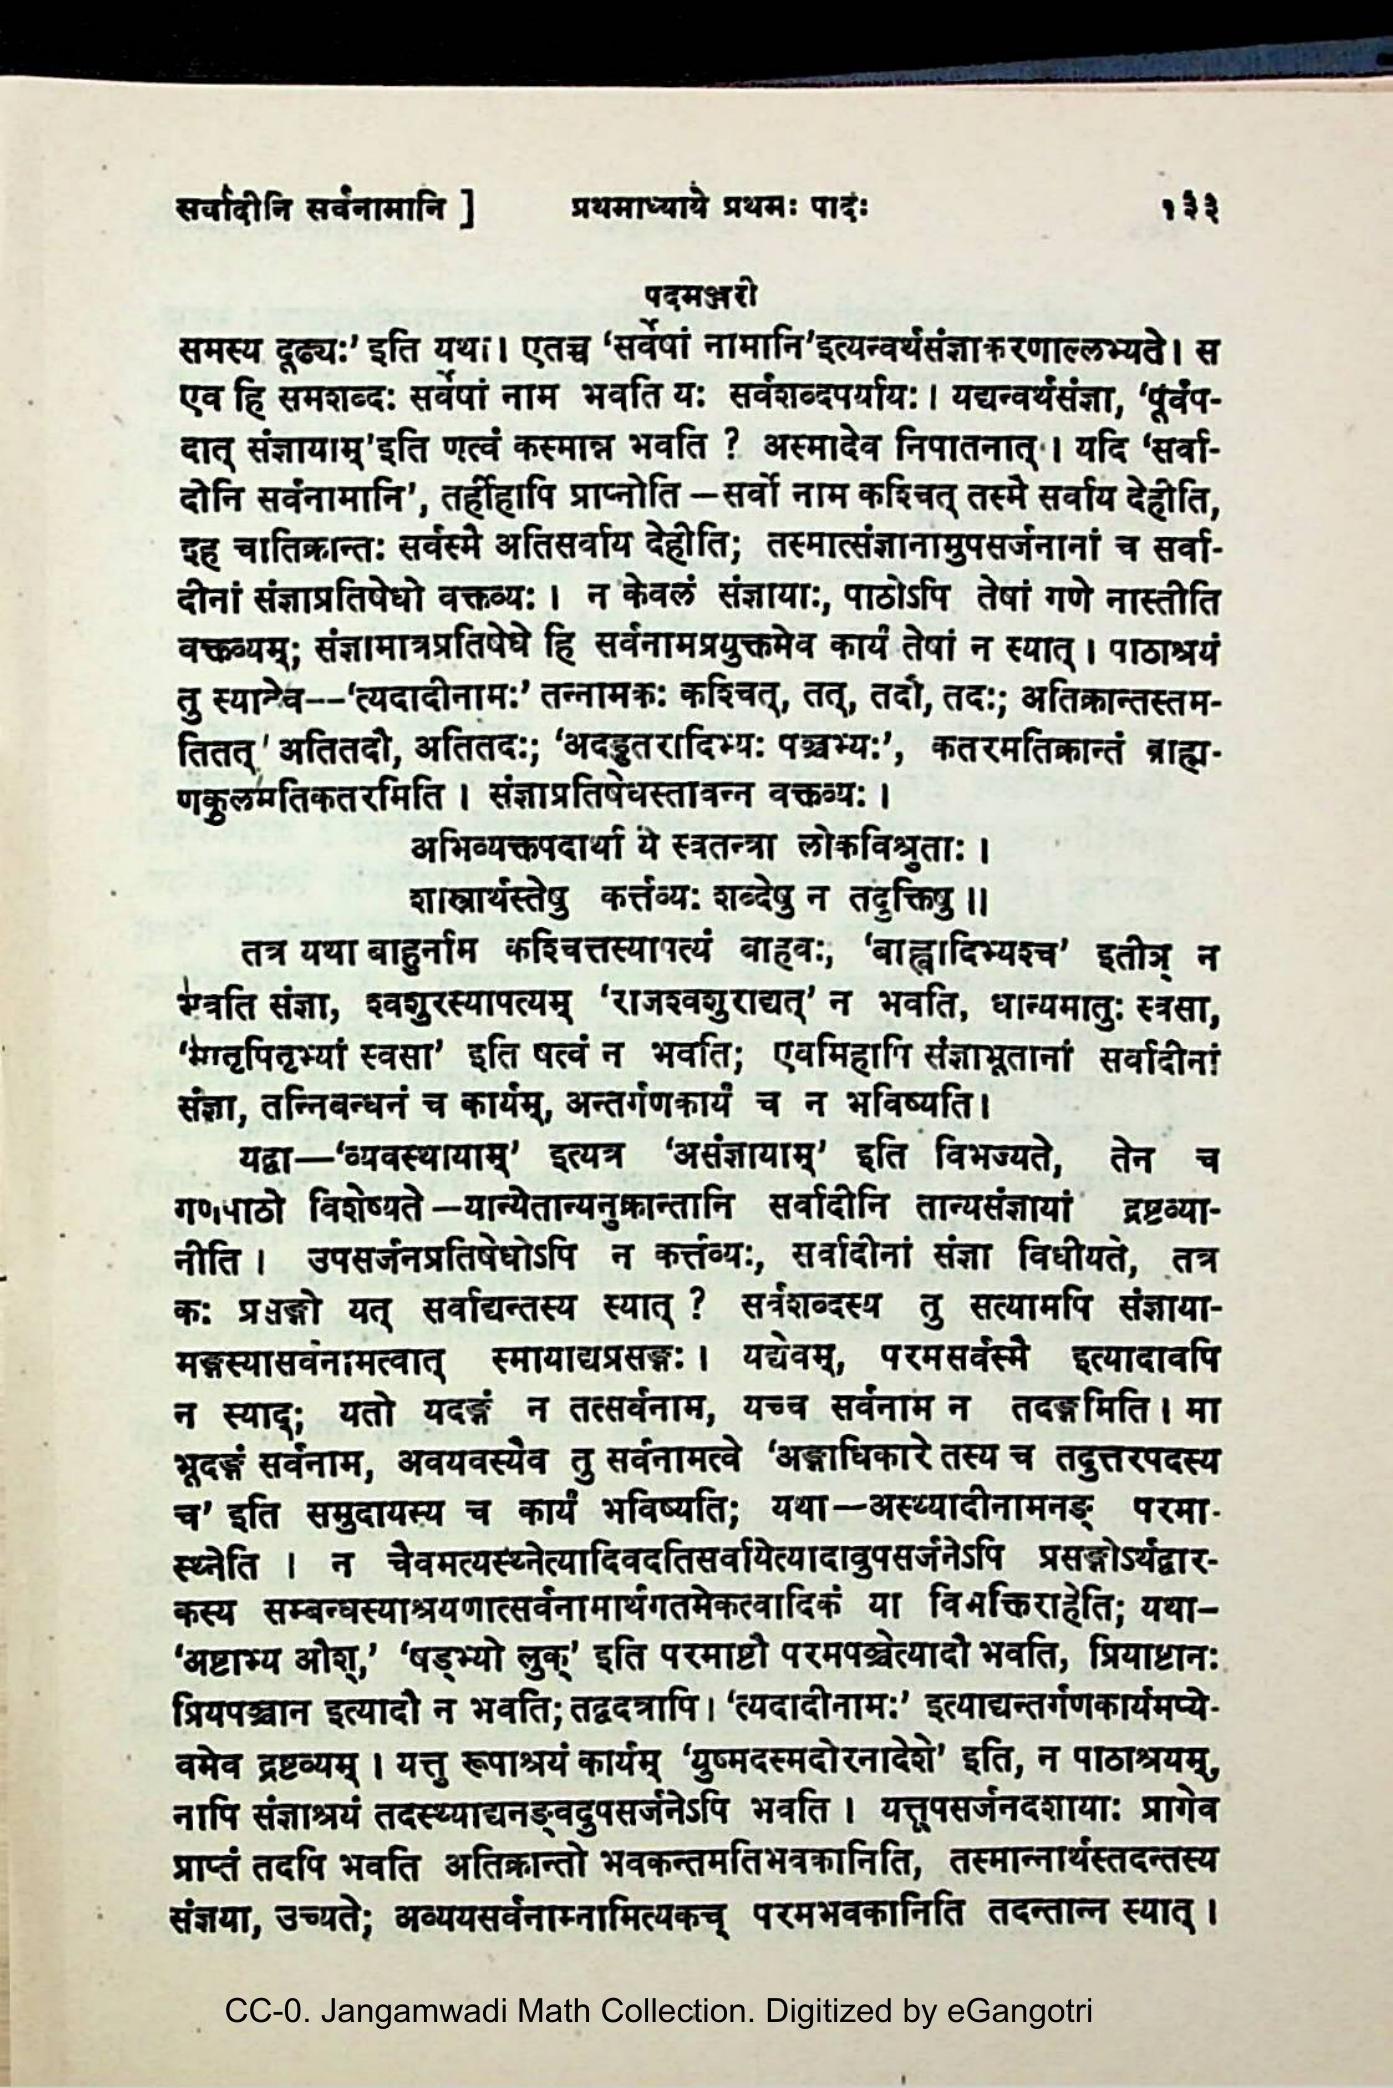 सर्वादीनि सर्वनामानि ] प्रथमाध्याये प्रथमः पादः १३३
पदमञ्जरी
समस्य दूढ्यः’ इति यथा। एतच्च ‘सर्वेषां नामानि’इत्यन्वर्थसंज्ञाकरणाल्लभ्यते। स
एव हि समशब्दः सर्वेषां नाम भवति यः सर्वशब्दपर्यायः। यद्यन्वर्थसंज्ञा, ‘पूर्वप-
दात् संज्ञायाम्’इति णत्वं कस्मान्न भवति ? अस्मादेव निपातनात्। यदि ‘सर्वा-
दीनि सर्वनामानि’, तर्हीहापि प्राप्नोति —सर्वो नाम कश्चित् तस्मै सर्वाय देहीति,
इह चातिक्रान्तः सर्वस्मै अतिसर्वाय देहीति; तस्मात्संज्ञानामुपसर्जनानां च सर्वा-
दीनां संज्ञाप्रतिषेधो वक्तव्यः। न केवलं संज्ञायाः, पाठोऽपि तेषां गणे नास्तीति
वक्तव्यम्; संज्ञामात्रप्रतिषेधे हि सर्वनामप्रयुक्तमेव कार्यं तेषां न स्यात्। पाठाश्रयं
तु स्यादेव--‘त्यदादीनामः’ तन्नामकः कश्चित्, तत्, तदौ, तदः; अतिक्रान्तस्तम-
तितत् अतितदौ, अतितदः; ‘अदड्डतरादिभ्यः पञ्चभ्यः’, कतरमतिक्रान्तं ब्राह्म-
णकुलमतिकतरमिति। संज्ञाप्रतिषेधस्तावन्न वक्तव्यः।
अभिव्यक्तपदार्था ये स्वतन्त्रा लोकविश्रुताः।
शास्त्रार्थस्तेषु कर्त्तव्यः शब्देषु न तदुक्तिषु॥
तत्र यथा बाहुर्नाम कश्चित्तस्यापत्यं बाहवः, ‘बाह्वादिभ्यश्च’ इतीञ् न
भवति संज्ञा, श्वशुरस्यापत्यम् ‘राजश्वशुराद्यत्’ न भवति, धान्यमातुः स्वसा,
‘मातृपितृभ्यां स्वसा’ इति षत्वं न भवति; एवमिहापि संज्ञाभूतानां सर्वादीनां
संज्ञा, तन्निबन्धनं च कार्यम्, अन्तर्गणकार्यं च न भविष्यति।
यद्वा—‘व्यवस्थायाम्’ इत्यत्र ‘असंज्ञायाम्’ इति विभज्यते, तेन च
गणपाठो विशेष्यते —यान्येतान्यनुक्रान्तानि सर्वादीनि तान्यसंज्ञायां द्रष्टव्या-
नीति। उपसर्जनप्रतिषेधोऽपि न कर्त्तव्यः, सर्वादीनां संज्ञा विधीयते, तत्र
कः प्रसङ्गो यत् सर्वाद्यन्तस्य स्यात् ? सर्वशब्दस्य तु सत्यामपि संज्ञाया-
मङ्गस्यासर्वनामत्वात् स्मायाद्यप्रसङ्गः। यद्येवम्, परमसर्वस्मै इत्यादावपि
न स्याद्; यतो यदङ्गं न तत्सर्वनाम, यच्च सर्वनाम न तदङ्गमिति। मा
भूदङ्गं सर्वनाम, अवयवस्यैव तु सर्वनामत्वे ‘अङ्गाधिकारे तस्य च तदुत्तरपदस्य
च’ इति समुदायस्य च कार्यं भविष्यति; यथा—अस्थ्यादीनामनङ् परमा-
स्थ्नेति। न चैवमत्यस्थ्नेत्यादिवदतिसर्वायेत्यादावुपसर्जनेऽपि प्रसङ्गोऽर्थद्वार-
कस्य सम्बन्धस्याश्रयणात्सर्वनामार्थगतमेकत्वादिकं या विभक्तिराहेति; यथा—
‘अष्टाभ्य औश्,’ ‘षड्भ्यो लुक्’ इति परमाष्टौ परमपञ्चेत्यादौ भवति, प्रियाष्टानः
प्रियपञ्चान इत्यादौ न भवति; तद्वदत्रापि। ‘त्यदादीनामः’ इत्याद्यन्तर्गणकार्यमप्ये-
वमेव द्रष्टव्यम्। यत्तु रूपाश्रयं कार्यम् ‘युष्मदस्मदोरनादेशे’ इति, न पाठाश्रयम्,
नापि संज्ञाश्रयं तदस्थ्याद्यनङ्वदुपसर्जनेऽपि भवति। यत्तूपसर्जनदशायाः प्रागेव
प्राप्तं तदपि भवति अतिक्रान्तो भवकन्तमतिभवकानिति, तस्मान्नार्थस्तदन्तस्य
संज्ञया, उच्यते; अव्ययसर्वनाम्नामित्यकच् परमभवकानिति तदन्तान्न स्यात्।
CC-0. Jangamwadi Math Collection. Digitized by eGangotri